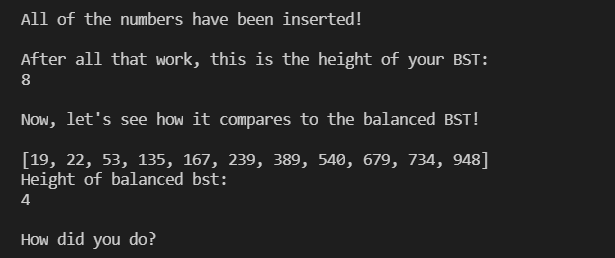 All of the numbers have been inserted!
After all that work, this is the height of your BST:
8
Now, let's see how it compares to the balanced BST!
[19, 22, 53, 135, 167, 239, 389, 540, 679, 734, 948]
Height of balanced bst:
4
How did you do?